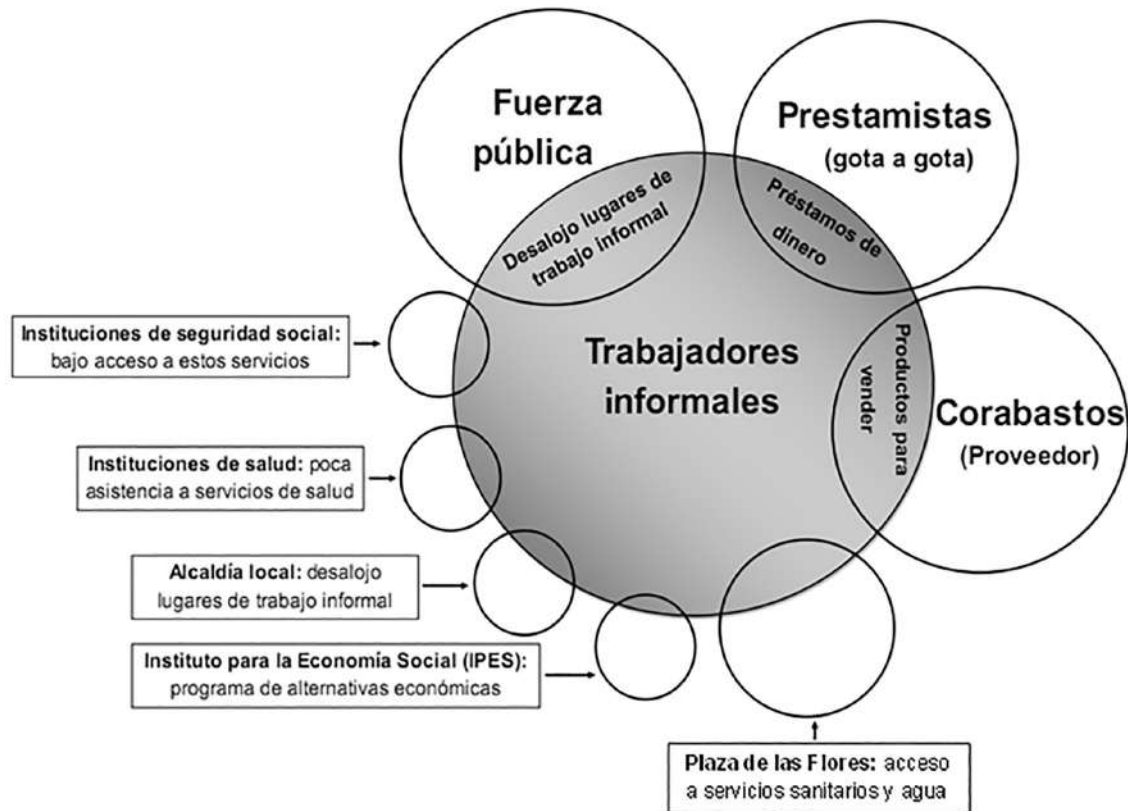 Fuerza
pública
Prestamistas
(gota a gota)
Desalojo lugares de
trabajo informal
Préstamos de
dinero
Instituciones de seguridad social:
bajo acceso a estos servicios
Trabajadores
informales
Productos para
vender
Corabastos
(Proveedor)
Instituciones de salud: poca
asistencia a servicios de salud
Alcaldía local: desalojo
lugares de trabajo informal
Instituto para la Economía Social (IPES):
programa de alternativas económicas
Plaza de las Flores: acceso
a servicios sanitarios y agua